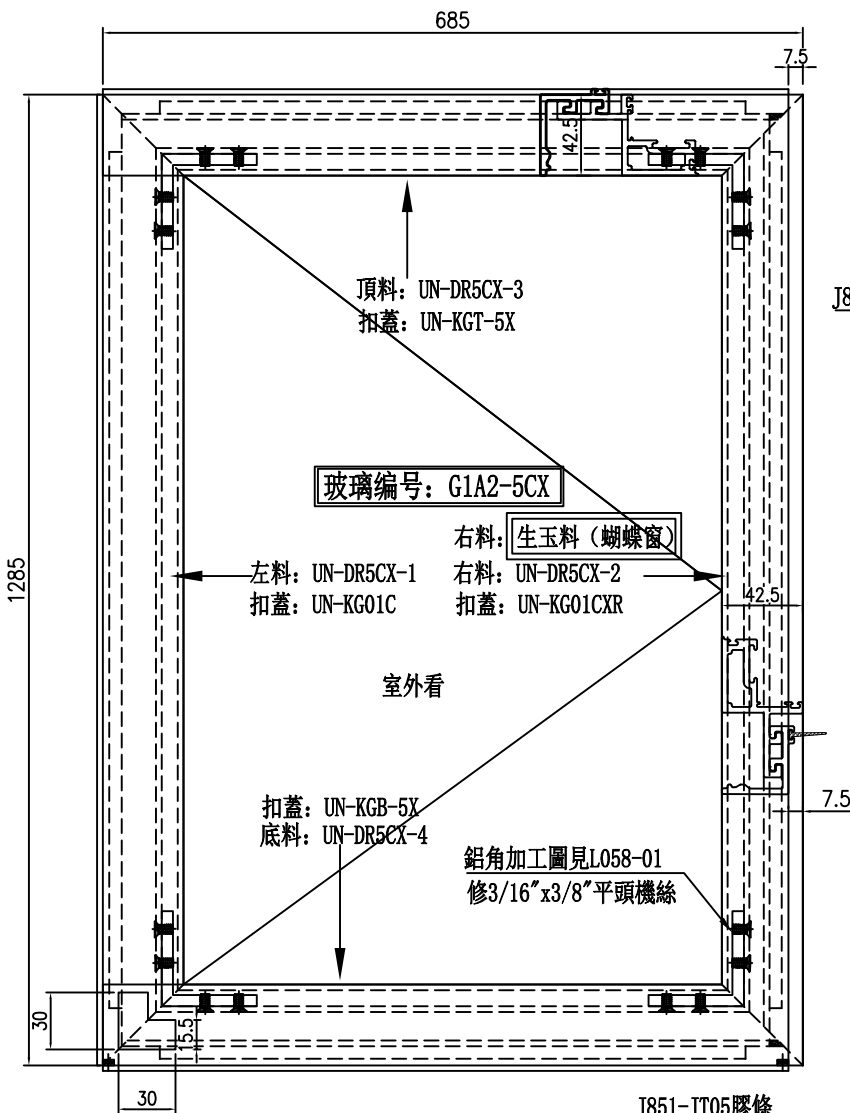 685
7.5
42.5
頂料: UN-DR5CX-3
扣蓋: UN-KGT-5X
J8
玻璃编号: G1A2-5CX
右料: 生玉料（蝴蝶窗）
左料: UN-DR5CX-1
右料: UN-DR5CX-2
扣蓋: UN-KG01C
扣蓋: UN-KG01CXR
42.5
1285
室外看
扣蓋: UN-KGB-5X
底料: UN-DR5CX-4
7.5
鋁角加工圖見L058-01
修3/16"x3/8"平頭機絲
30
15.5
30
J851-JT05膠條